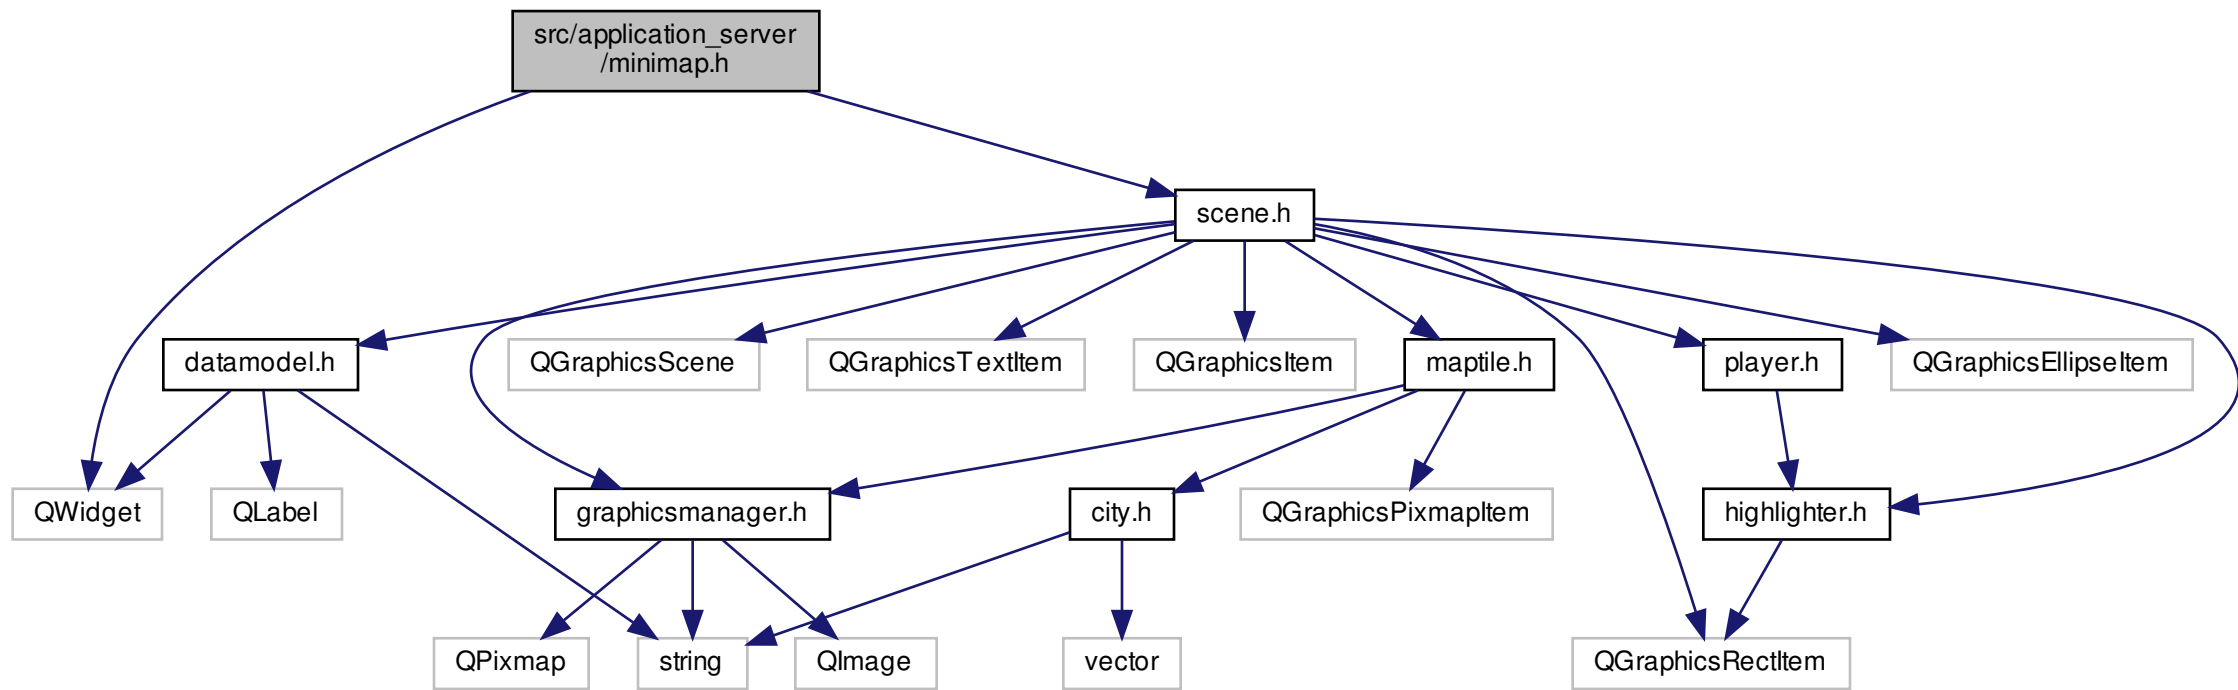 src/application_server
/minimap.h
scene.h
datamodel.h
QGraphicsScene
QGraphicsTextItem
QGraphicsItem
maptile.h
player.h
QGraphicsEllipseItem
QWidget
QLabel
graphicsmanager.h
city.h
QGraphicsPixmapItem
highlighter.h
QPixmap
string
QImage
vector
QGraphicsRectItem